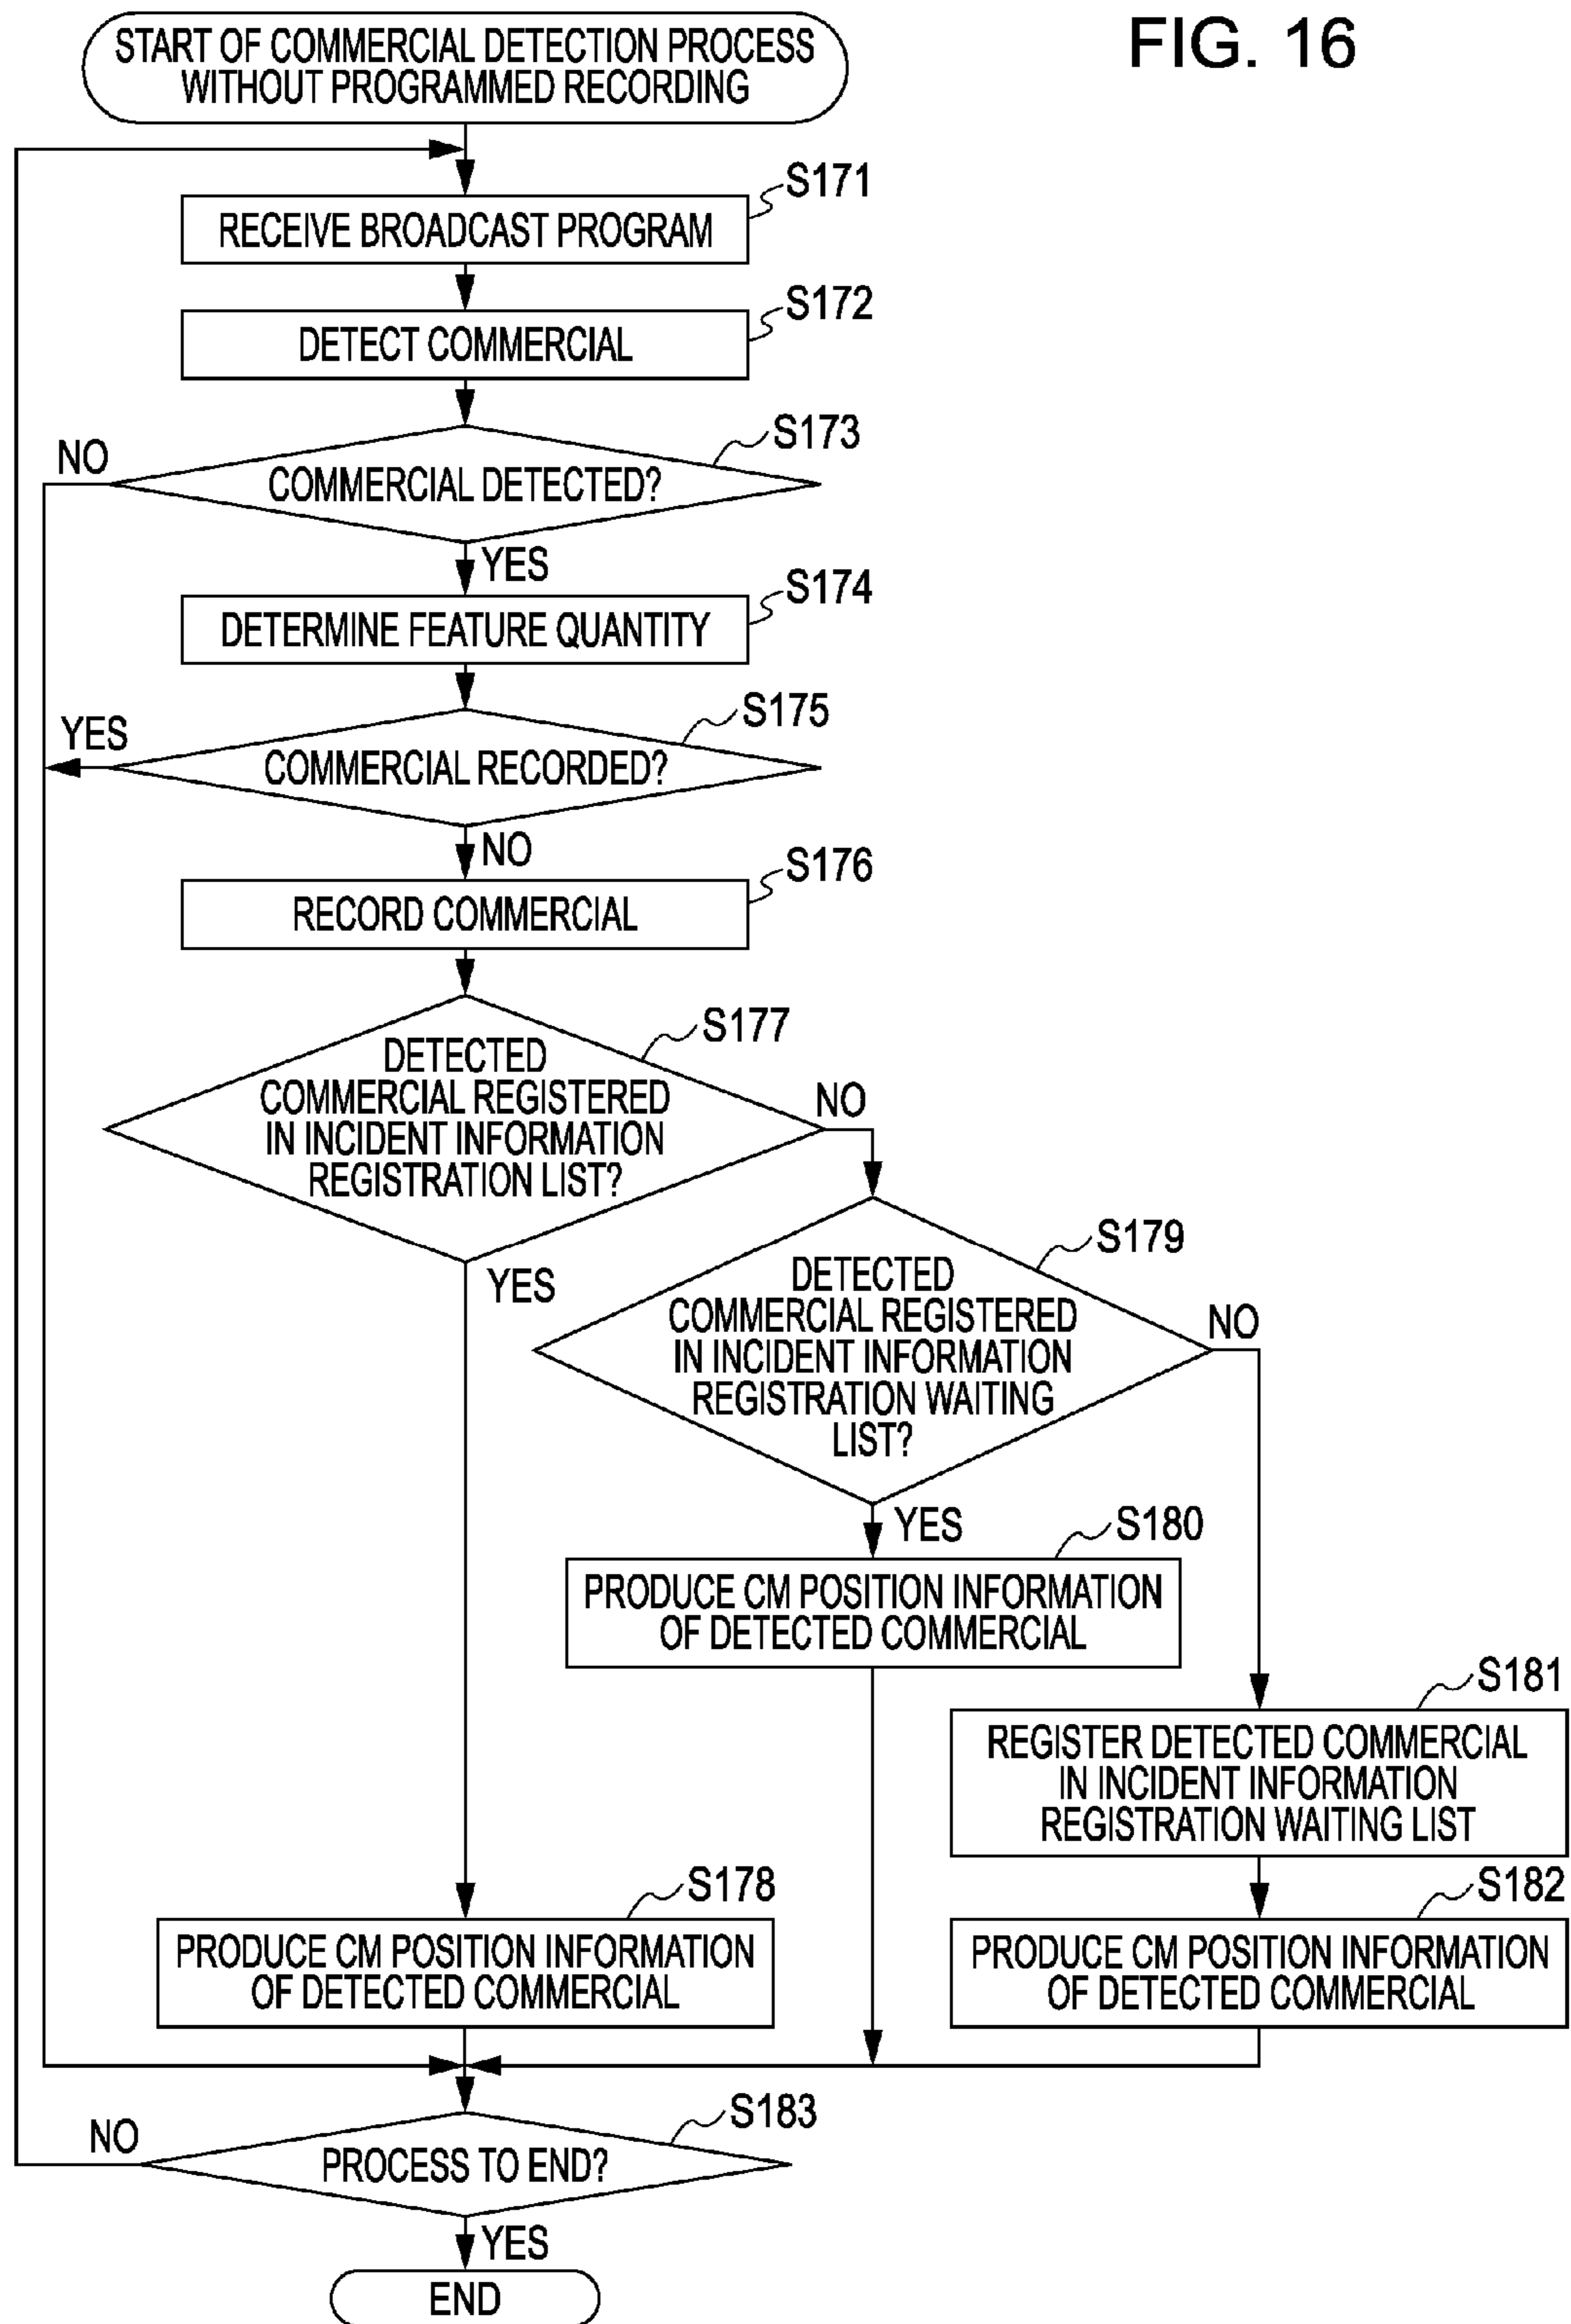 FIG. 16
START OF COMMERCIAL DETECTION PROCESS
WITHOUT PROGRAMMED RECORDING
S171
RECEIVE BROADCAST PROGRAM
S172
DETECT COMMERCIAL
S173
NO
COMMERCIAL DETECTED?
YES
S174
DETERMINE FEATURE QUANTITY
S175
YES
COMMERCIAL RECORDED?
NO
S176
RECORD COMMERCIAL
S177
DETECTED
COMMERCIAL REGISTERED
IN INCIDENT INFORMATION
REGISTRATION LIST?
NO
YES
S179
DETECTED
COMMERCIAL REGISTERED
IN INCIDENT INFORMATION
REGISTRATION WAITING
LIST?
NO
YES
S180
PRODUCE CM POSITION INFORMATION
OF DETECTED COMMERCIAL
S181
REGISTER DETECTED COMMERCIAL
IN INCIDENT INFORMATION
REGISTRATION WAITING LIST
S178
PRODUCE CM POSITION INFORMATION
OF DETECTED COMMERCIAL
S182
PRODUCE CM POSITION INFORMATION
OF DETECTED COMMERCIAL
S183
NO
PROCESS TO END?
YES
END